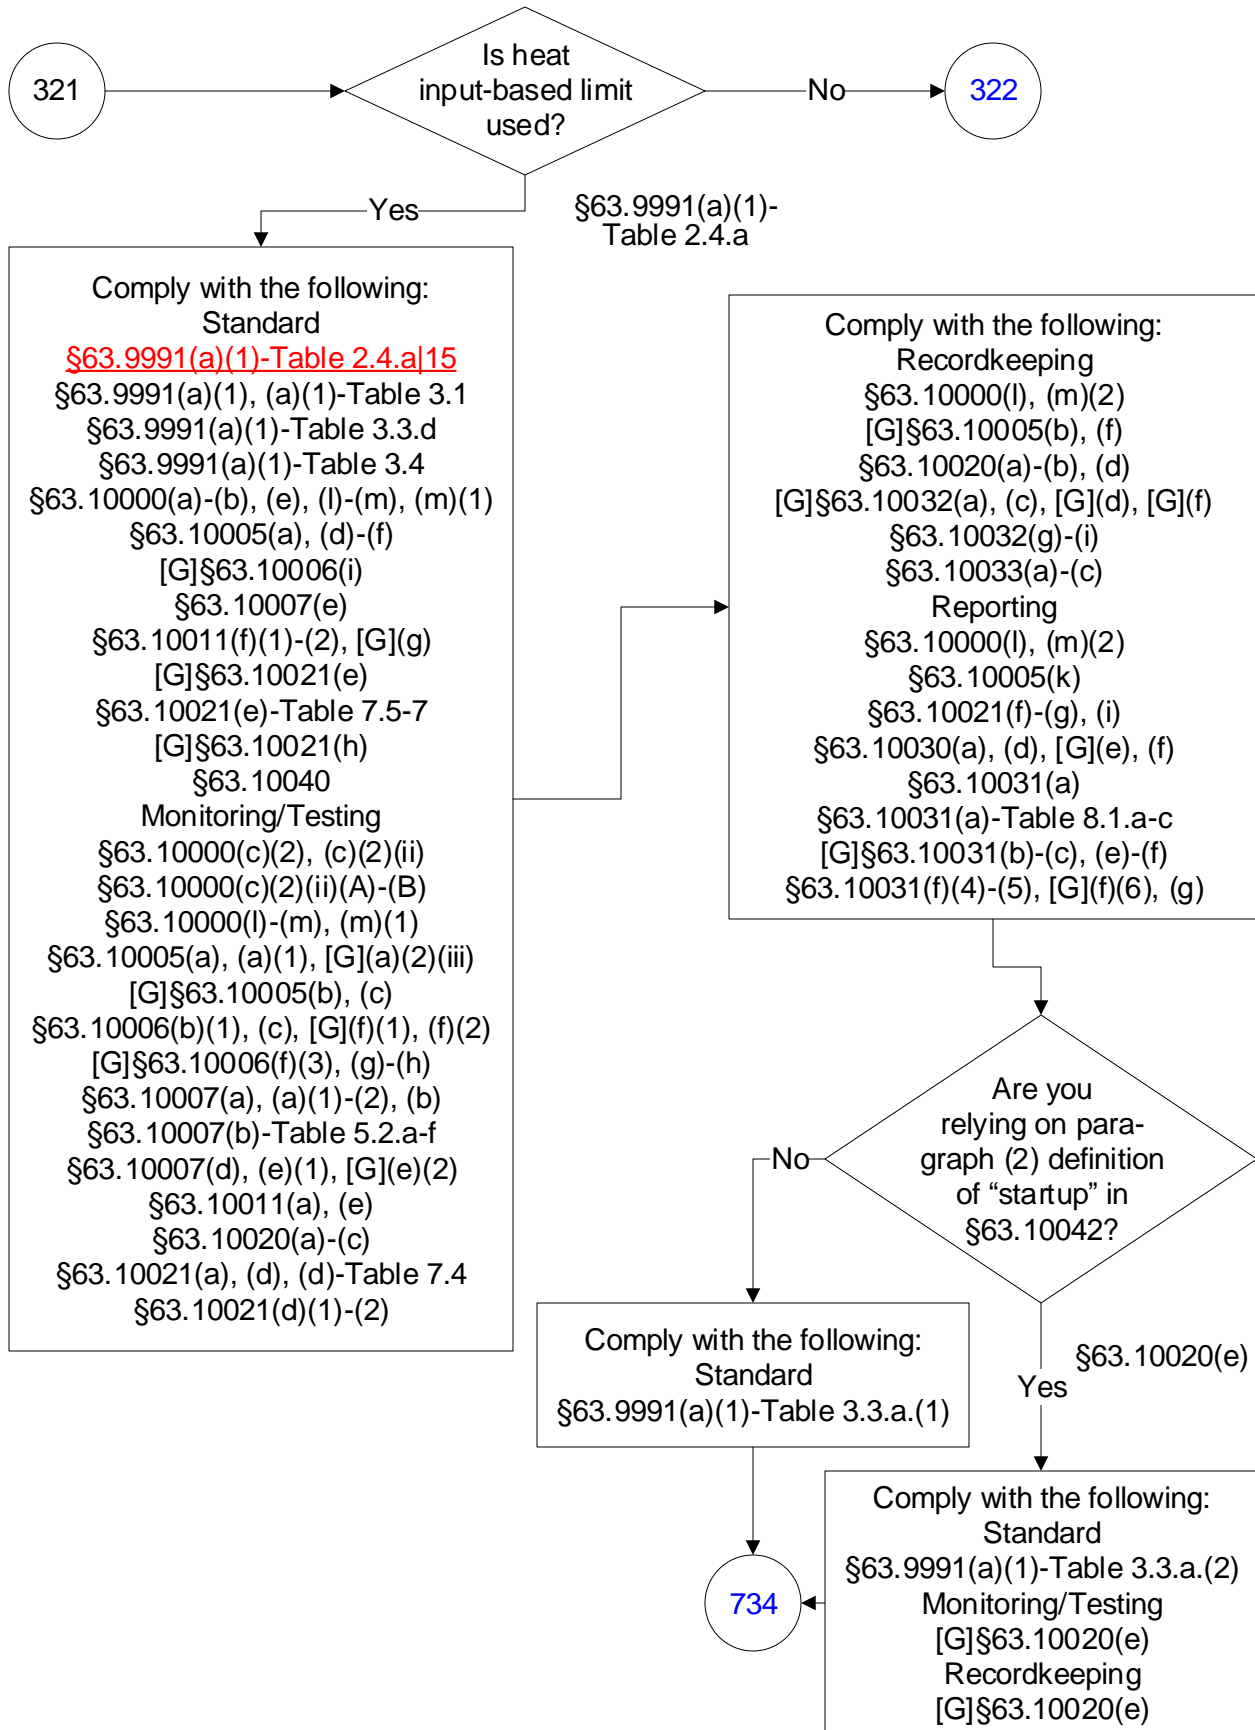 321
Is heat
input-based limit
used?
No
322
Yes
§63.9991(a)(1)-
Table 2.4.a
Comply with the following:
Standard
§63.9991(a)(1)-Table 2.4.a|15
§63.9991(a)(1), (a)(1)-Table 3.1
§63.9991(a)(1)-Table 3.3.d
§63.9991(a)(1)-Table 3.4
§63.10000(a)-(b), (e), (l)-(m), (m)(1)
§63.10005(a), (d)-(f)
[G]§63.10006(i)
§63.10007(e)
§63.10011(f)(1)-(2), [G](g)
[G]§63.10021(e)
§63.10021(e)-Table 7.5-7
[G]§63.10021(h)
§63.10040
Monitoring/Testing
§63.10000(c)(2), (c)(2)(ii)
§63.10000(c)(2)(ii)(A)-(B)
§63.10000(l)-(m), (m)(1)
§63.10005(a), (a)(1), [G](a)(2)(iii)
[G]§63.10005(b), (c)
§63.10006(b)(1), (c), [G](f)(1), (f)(2)
[G]§63.10006(f)(3), (g)-(h)
§63.10007(a), (a)(1)-(2), (b)
§63.10007(b)-Table 5.2.a-f
§63.10007(d), (e)(1), [G](e)(2)
§63.10011(a), (e)
§63.10020(a)-(c)
§63.10021(a), (d), (d)-Table 7.4
§63.10021(d)(1)-(2)
Comply with the following:
Recordkeeping
§63.10000(l), (m)(2)
[G]§63.10005(b), (f)
§63.10020(a)-(b), (d)
[G]§63.10032(a), (c), [G](d), [G](f)
§63.10032(g)-(i)
§63.10033(a)-(c)
Reporting
§63.10000(l), (m)(2)
§63.10005(k)
§63.10021(f)-(g), (i)
§63.10030(a), (d), [G](e), (f)
§63.10031(a)
§63.10031(a)-Table 8.1.a-c
[G]§63.10031(b)-(c), (e)-(f)
§63.10031(f)(4)-(5), [G](f)(6), (g)
Are you
relying on para-
graph (2) definition
of “startup” in
§63.10042?
No
Comply with the following:
Standard
§63.9991(a)(1)-Table 3.3.a.(1)
§63.10020(e)
Yes
Comply with the following:
Standard
§63.9991(a)(1)-Table 3.3.a.(2)
Monitoring/Testing
[G]§63.10020(e)
Recordkeeping
[G]§63.10020(e)
734